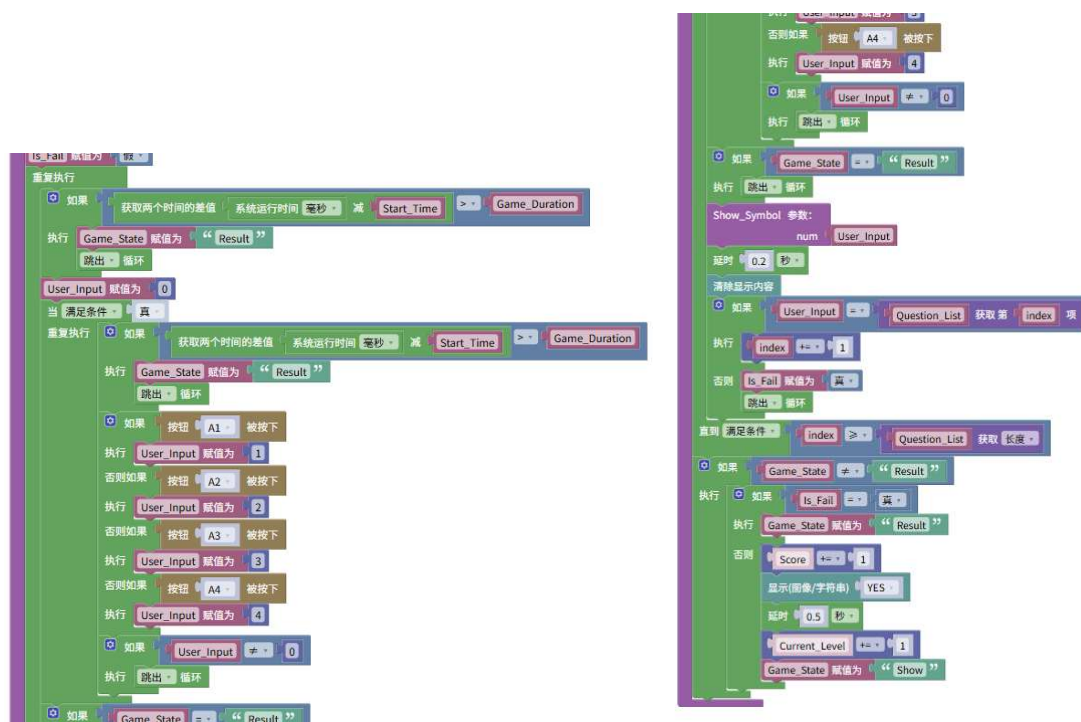 Is_Fail 赋值为 假
重复执行
如果 获取两个时间的差值 系统运行时间 毫秒 减 Start_Time > Game_Duration
执行 Game_State 赋值为 “ Result ”
跳出 循环
User_Input 赋值为 0
当 满足条件 真
重复执行 如果 获取两个时间的差值 系统运行时间 毫秒 减 Start_Time > Game_Duration
执行 Game_State 赋值为 “ Result ”
跳出 循环
如果 按钮 A1 被按下
执行 User_Input 赋值为 1
否则如果 按钮 A2 被按下
执行 User_Input 赋值为 2
否则如果 按钮 A3 被按下
执行 User_Input 赋值为 3
否则如果 按钮 A4 被按下
执行 User_Input 赋值为 4
如果 User_Input ≠ 0
执行 跳出 循环
如果 Game_State = “ Result ”
执行 User_Input 赋值为 3
否则如果 按钮 A4 被按下
执行 User_Input 赋值为 4
如果 User_Input ≠ 0
执行 跳出 循环
如果 Game_State = “ Result ”
执行 跳出 循环
Show_Symbol 参数:
num User_Input
延时 0.2 秒
清除显示内容
如果 User_Input = Question_List 获取第 index 项
执行 index += 1
否则 Is_Fail 赋值为 真
跳出 循环
直到 满足条件 index ≥ Question_List 获取 长度
如果 Game_State ≠ “ Result ”
执行 如果 Is_Fail = 真
执行 Game_State 赋值为 “ Result ”
否则 Score += 1
显示(图像/字符串) YES
延时 0.5 秒
Current_Level += 1
Game_State 赋值为 “ Show ”